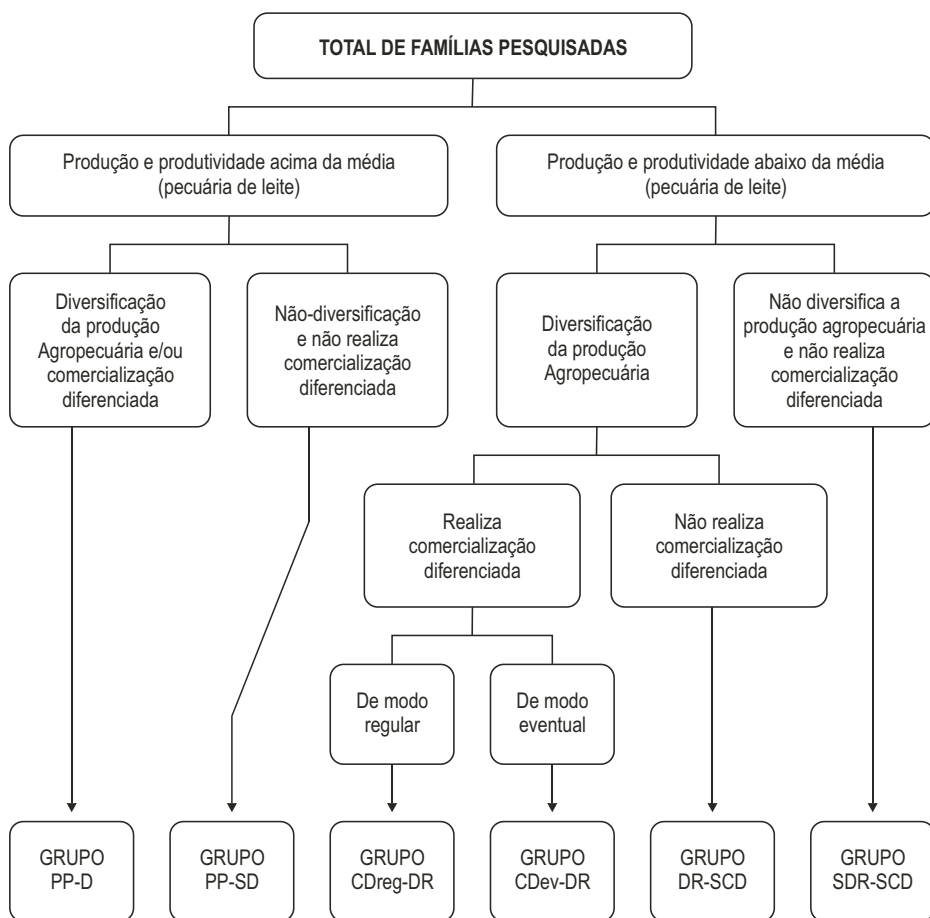 TOTAL DE FAMÍLIAS PESQUISADAS
Produção e produtividade acima da média
(pecuária de leite)
Produção e produtividade abaixo da média
(pecuária de leite)
Diversificação
da produção
Agropecuária e/ou
comercialização
diferenciada
Não-diversificação
e não realiza
comercialização
diferenciada
Diversificação
da produção
Agropecuária
Não diversifica a
produção agropecuária
e não realiza
comercialização
diferenciada
Realiza
comercialização
diferenciada
Não realiza
comercialização
diferenciada
De modo
regular
De modo
eventual
GRUPO
PP-D
GRUPO
PP-SD
GRUPO
CDreg-DR
GRUPO
CDev-DR
GRUPO
DR-SCD
GRUPO
SDR-SCD